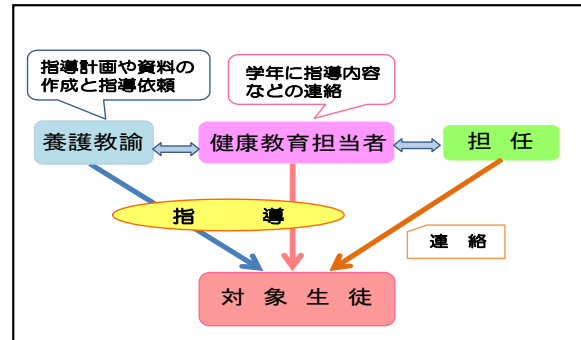 指導計画や資料の
作成と指導依頼
学年に指導内容
などの連絡
養護教諭
健康教育担当者
担任
指導
連絡
対象生徒